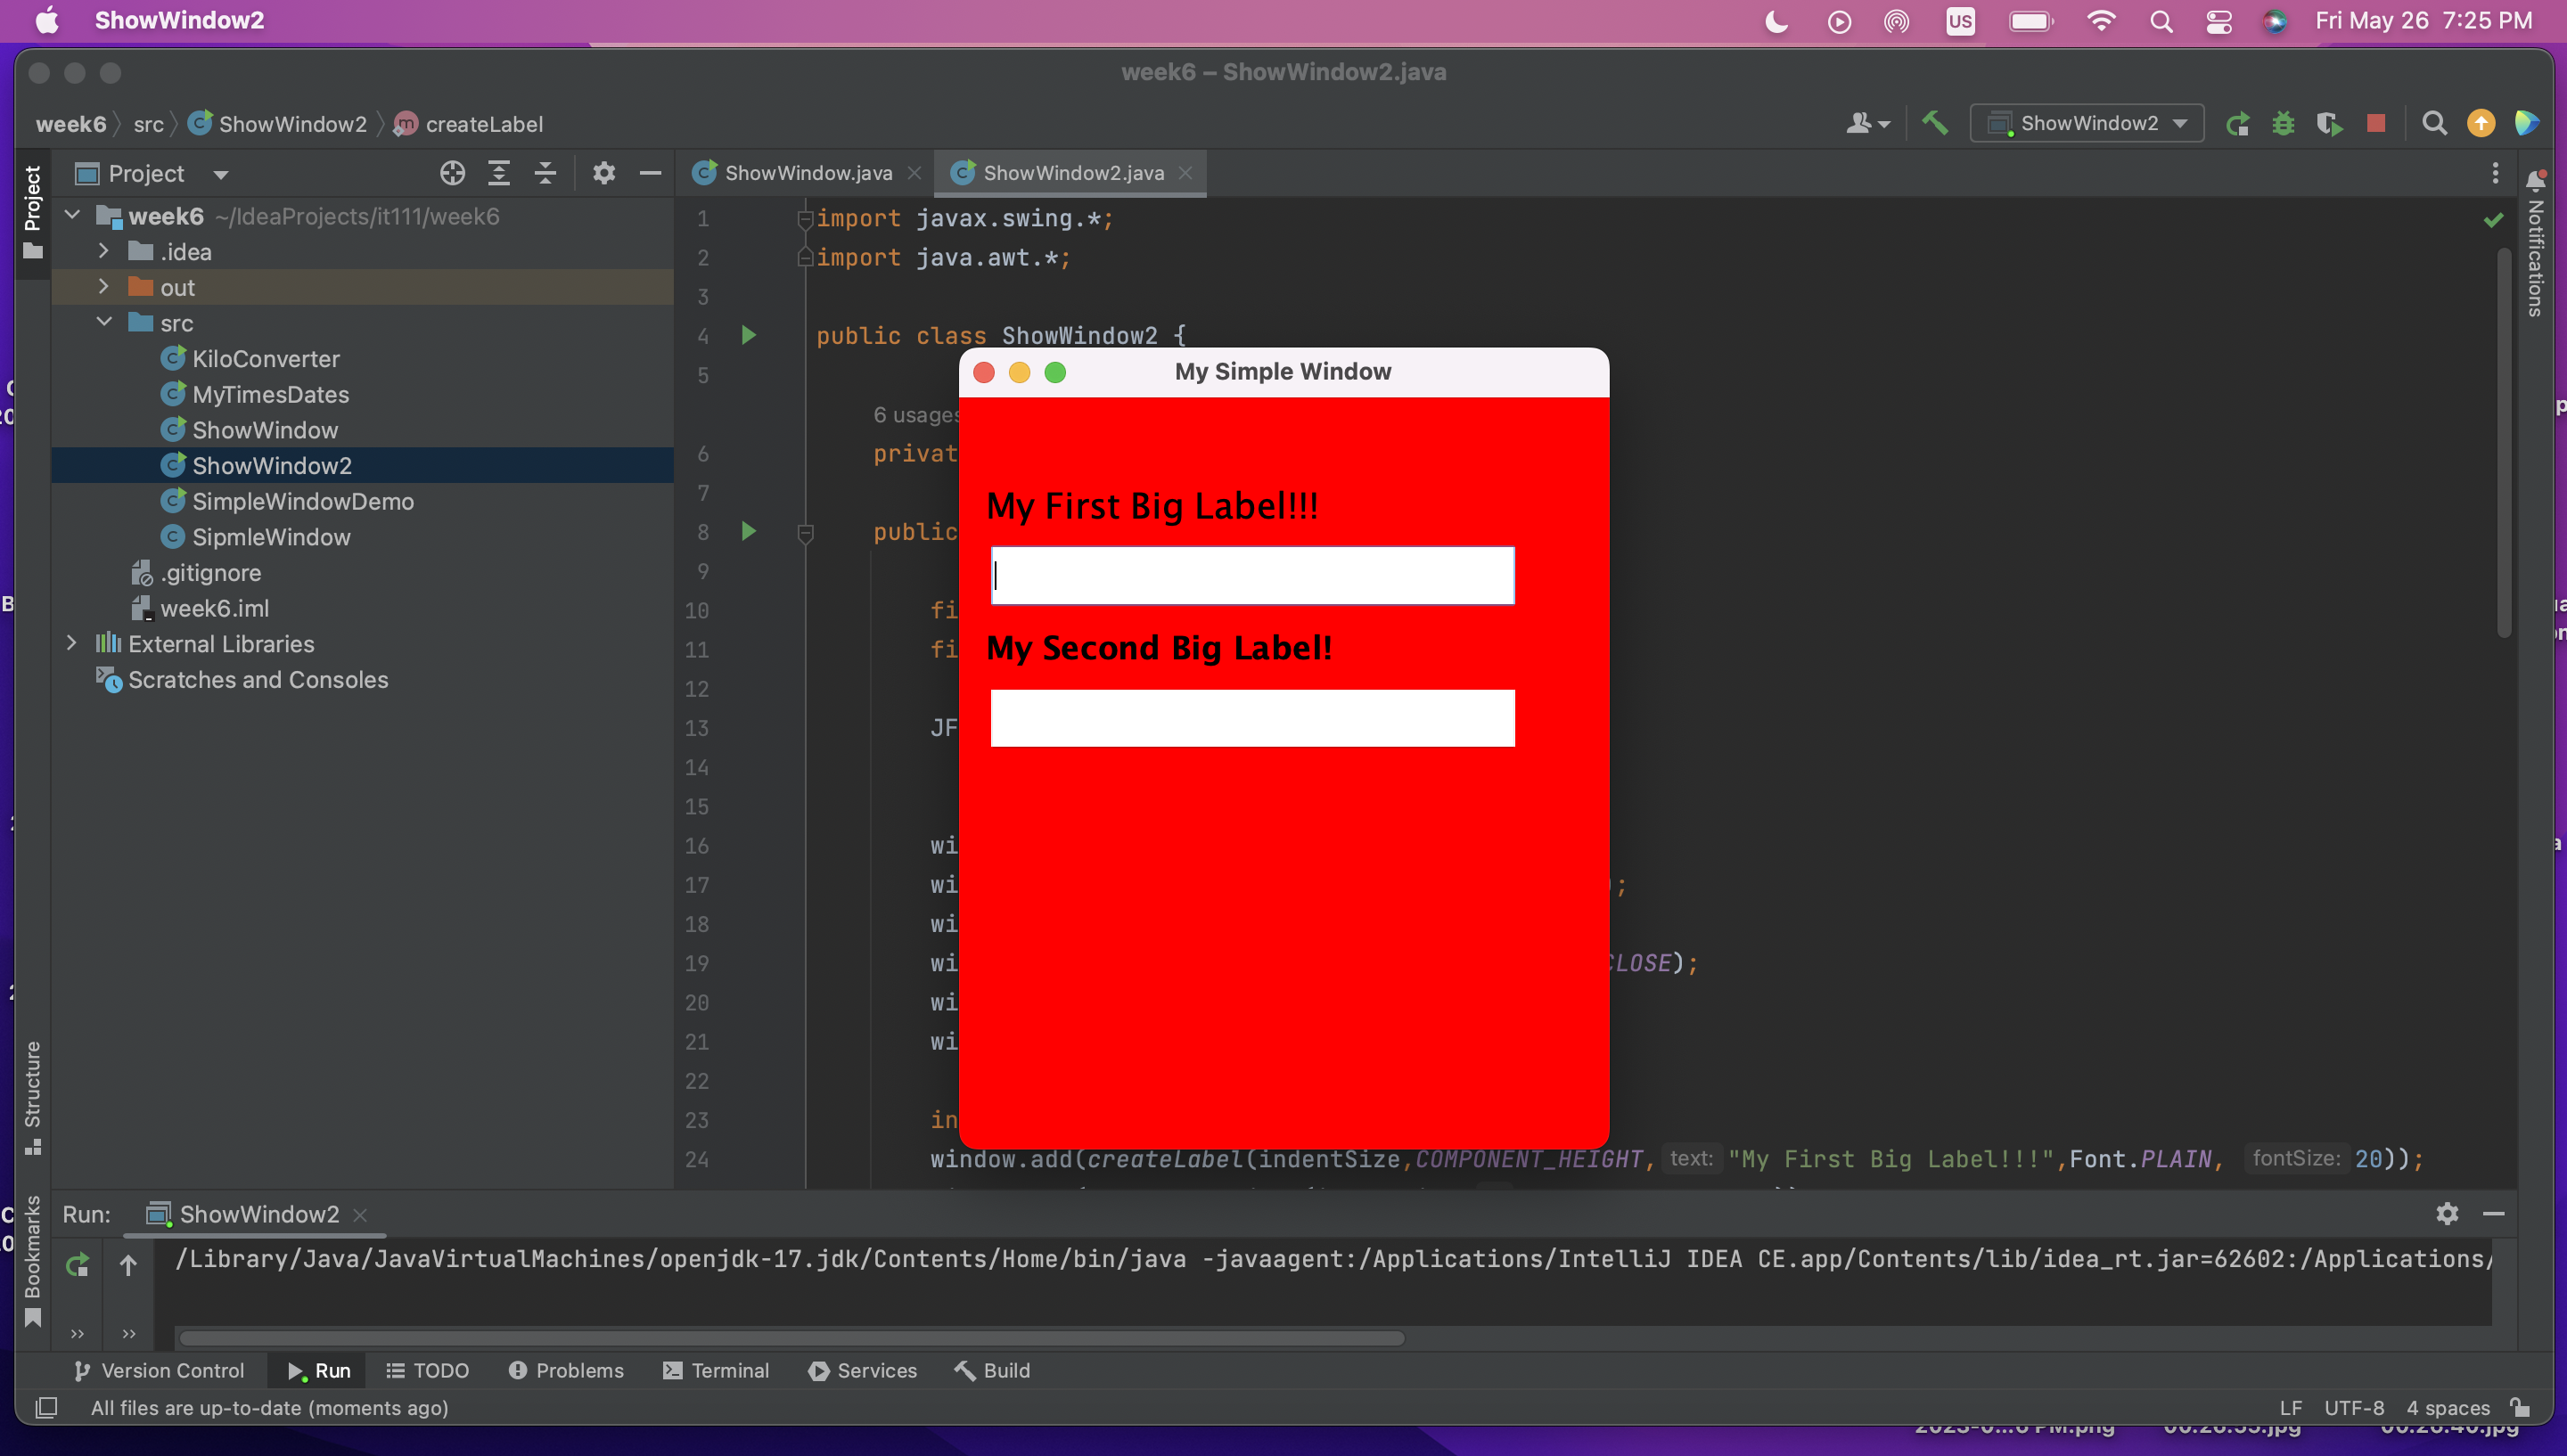 ShowWindow2
US
Fri May 26 7:25 PM
week6 – ShowWindow2.java
week6 src ShowWindow2 createLabel
ShowWindow2
Project
Project
ShowWindow.java
ShowWindow2.java
Notifications
week6 ~/IdeaProjects/it111/week6
.idea
out
src
KiloConverter
MyTimesDates
ShowWindow
ShowWindow2
SimpleWindowDemo
SipmleWindow
.gitignore
week6.iml
External Libraries
Scratches and Consoles
Structure
Bookmarks
1 import javax.swing.*;
2 import java.awt.*;
3
4 public class ShowWindow2 {
5
6 usages
6 privat
7
8 public
9
10 fi
11 fi
12
13 JF
14
15
16 wi
17 wi );
18 wi
19 wi CLOSE);
20 wi
21 wi
22
23 in
24 window.add(createLabel(indentSize,COMPONENT_HEIGHT, text: "My First Big Label!!!",Font.PLAIN, fontSize: 20));
My Simple Window
My First Big Label!!!
My Second Big Label!
Run: ShowWindow2
/Library/Java/JavaVirtualMachines/openjdk-17.jdk/Contents/Home/bin/java -javaagent:/Applications/IntelliJ IDEA CE.app/Contents/lib/idea_rt.jar=62602:/Applications/
Version Control Run TODO Problems Terminal Services Build
All files are up-to-date (moments ago)
LF UTF-8 4 spaces